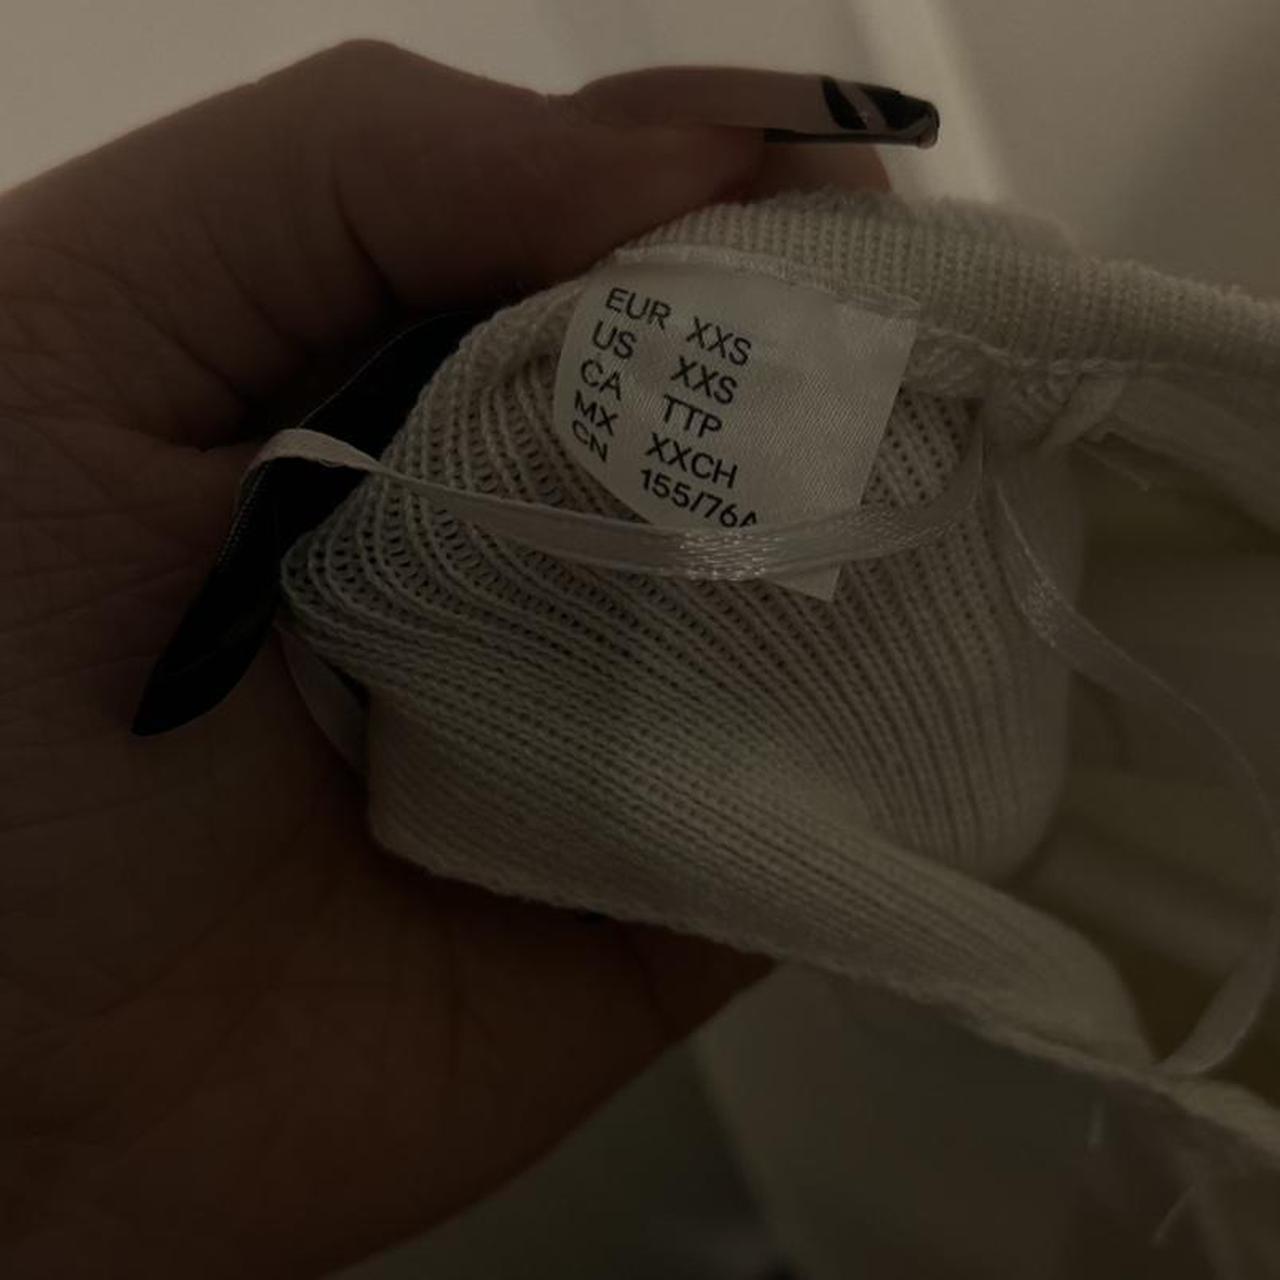 EUR XXS
US XXS
CA TTP
MX XXCH
CN 155/76A